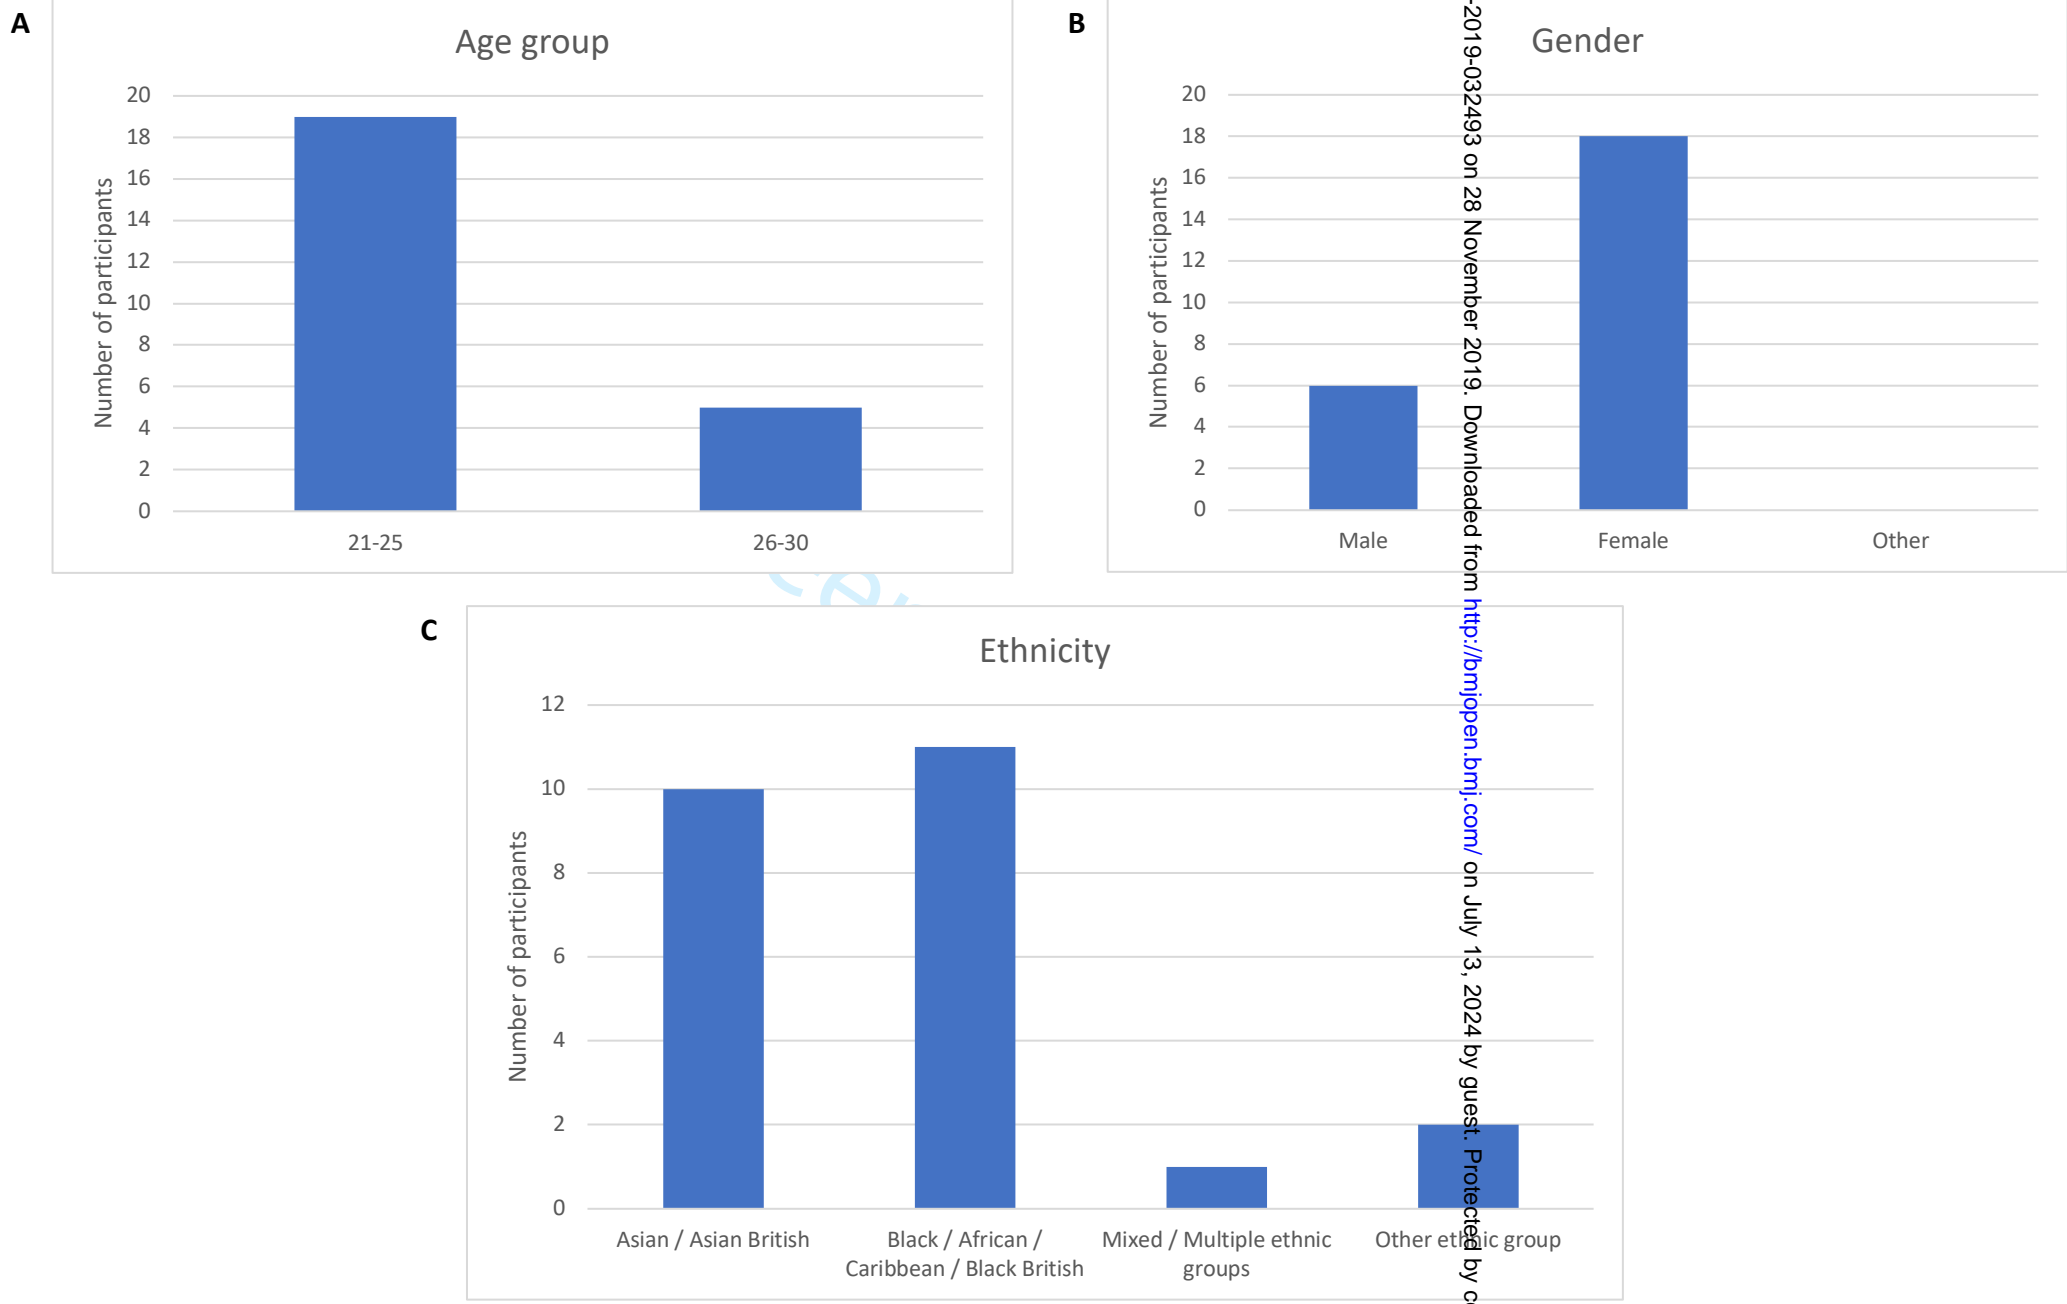 A
Age group
Number of participants
20
18
16
14
12
10
8
6
4
2
0
21-25
26-30
B
Gender
Number of participants
20
18
16
14
12
10
8
6
4
2
0
Male
Female
Other
C
Ethnicity
Number of participants
12
10
8
6
4
2
0
Asian / Asian British
Black / African /
Caribbean / Black British
Mixed / Multiple ethnic
groups
Other ethnic group
-2019-032493 on 28 November 2019. Downloaded from http://bmjopen.bmj.com/ on July 13, 2024 by guest. Protected by